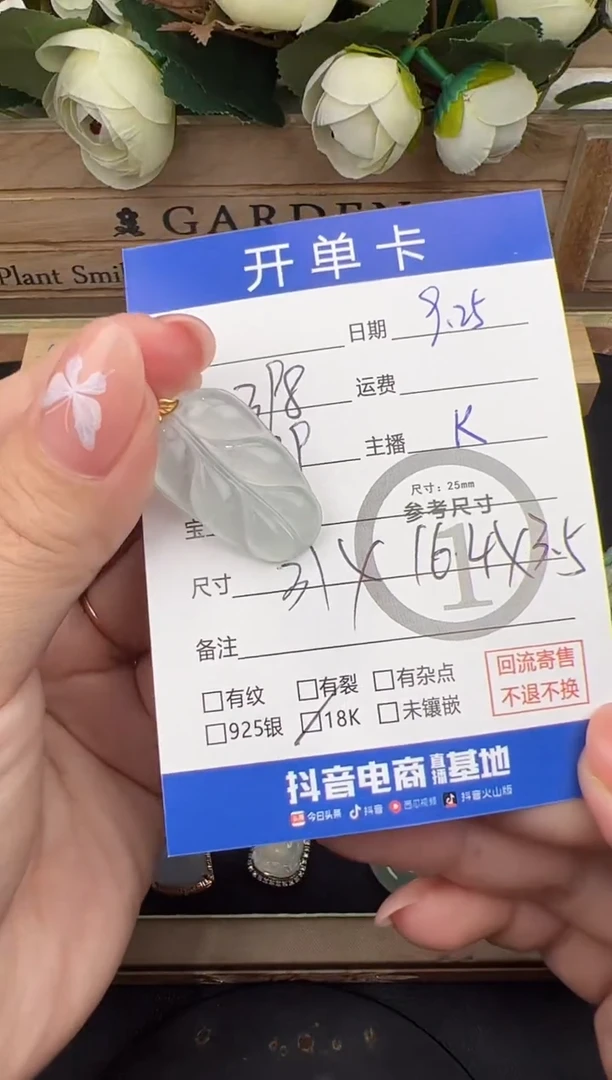 GARDEN
Plant Smi
开单卡
日期 9.25
运费
主播 K
尺寸：25mm
参考尺寸
1
宝
尺寸 31X16.4X3.5
备注
□有纹 □有裂 □有杂点
□925银 □18K □未镶嵌
回流寄售
不退不换
抖音电商直播基地
今日头条 抖音 西瓜视频 抖音火山版